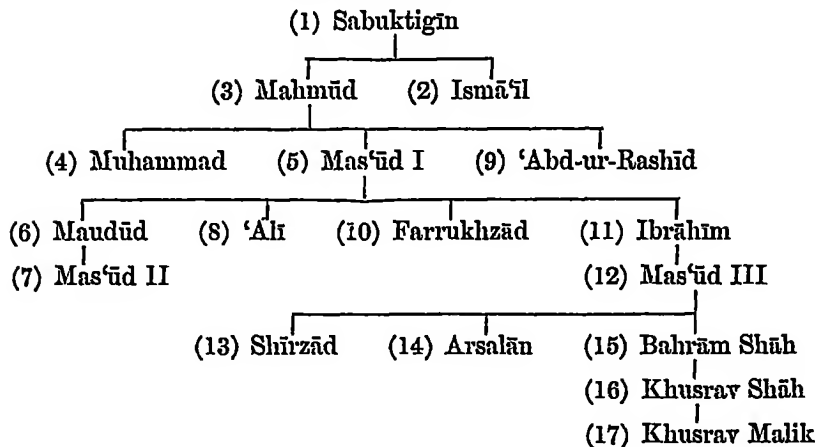 (1) Sabuktigīn
(3) Mahmūd (2) Ismā‘īl
(4) Muhammad (5) Mas‘ūd I (9) ‘Abd-ur-Rashīd
(6) Maudūd (8) ‘Alī (10) Farrukhzād (11) Ibrāhīm
(7) Mas‘ūd II (12) Mas‘ūd III
(13) Shīrzād (14) Arsalān (15) Bahrām Shāh
(16) Khusrav Shāh
(17) Khusrav Malik